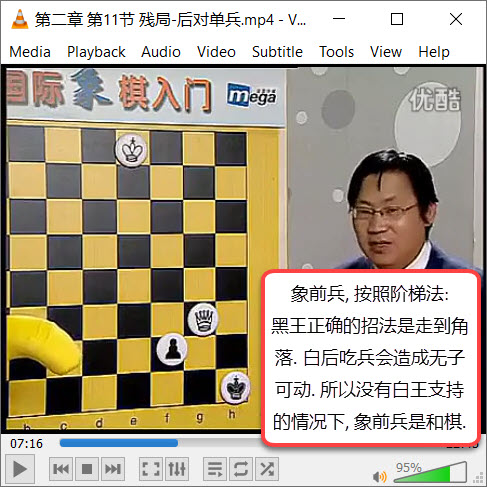 第二章 第11节 残局-后对单兵.mp4 - V...
Media Playback Audio Video Subtitle Tools View Help
国际象棋入门
mega
优酷
象前兵, 按照阶梯法:
黑王正确的招法是走到角
落. 白后吃兵会造成无子
可动. 所以没有白王支持
的情况下, 象前兵是和棋.
b c d e f g h
07:16
95%